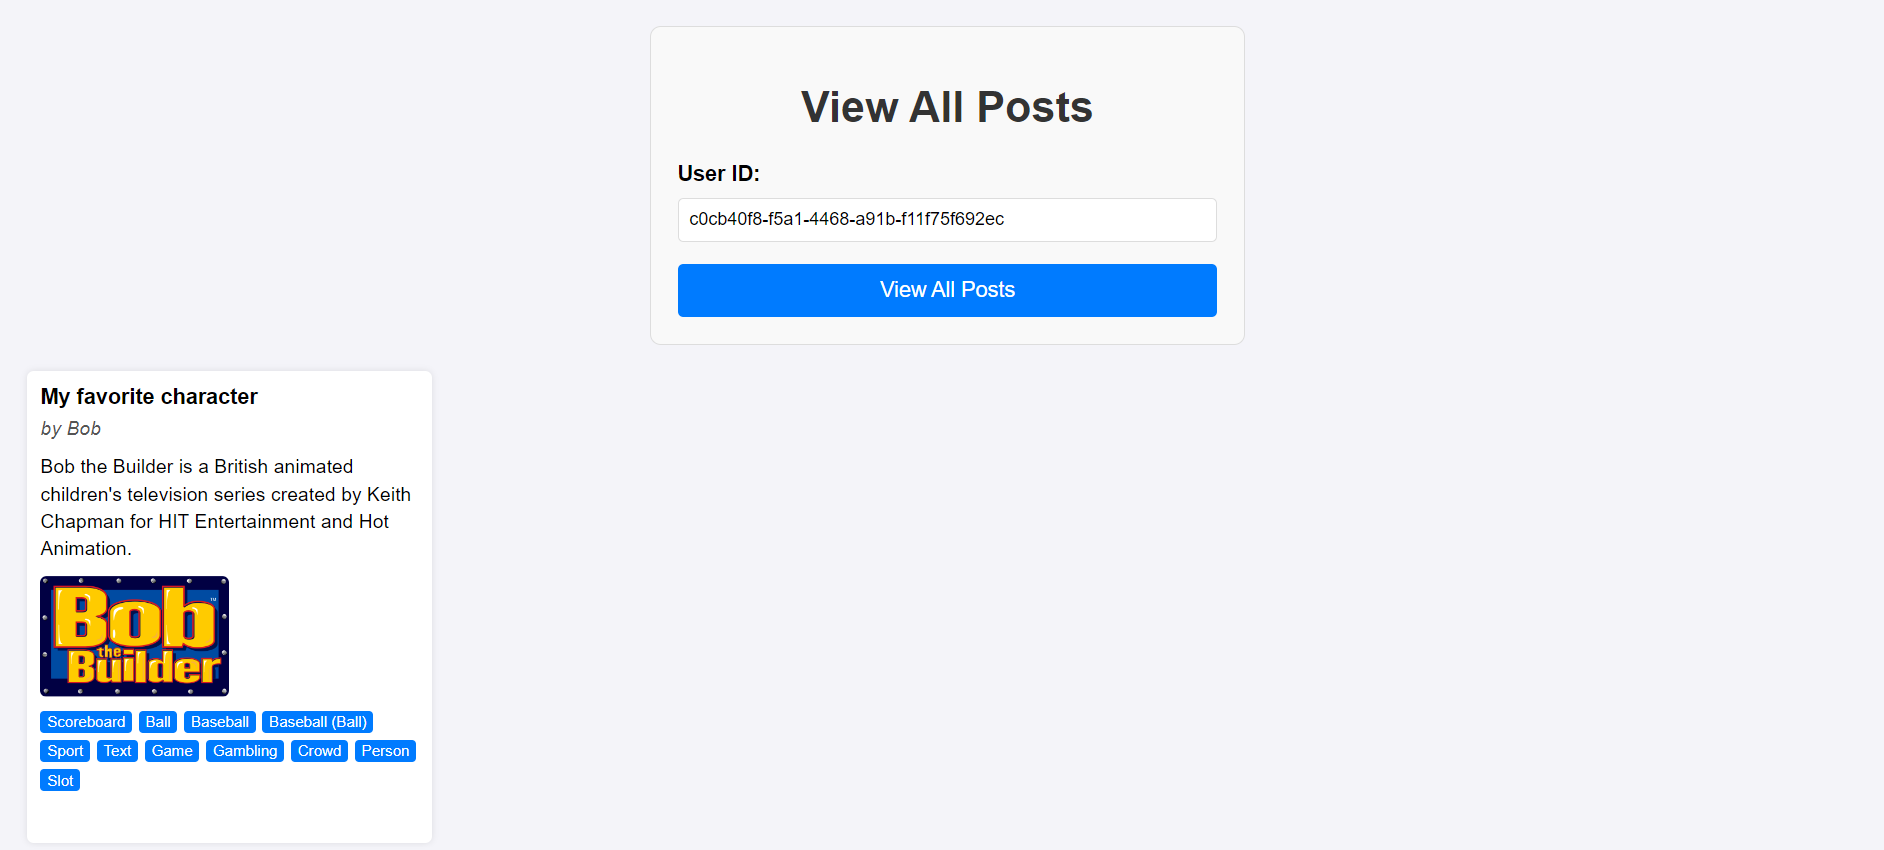 View All Posts
User ID:
c0cb40f8-f5a1-4468-a91b-f11f75f692ec
View All Posts
My favorite character
by Bob
Bob the Builder is a British animated
children's television series created by Keith
Chapman for HIT Entertainment and Hot
Animation.
Bob
TM
the
Builder
Scoreboard Ball Baseball Baseball (Ball)
Sport Text Game Gambling Crowd Person
Slot